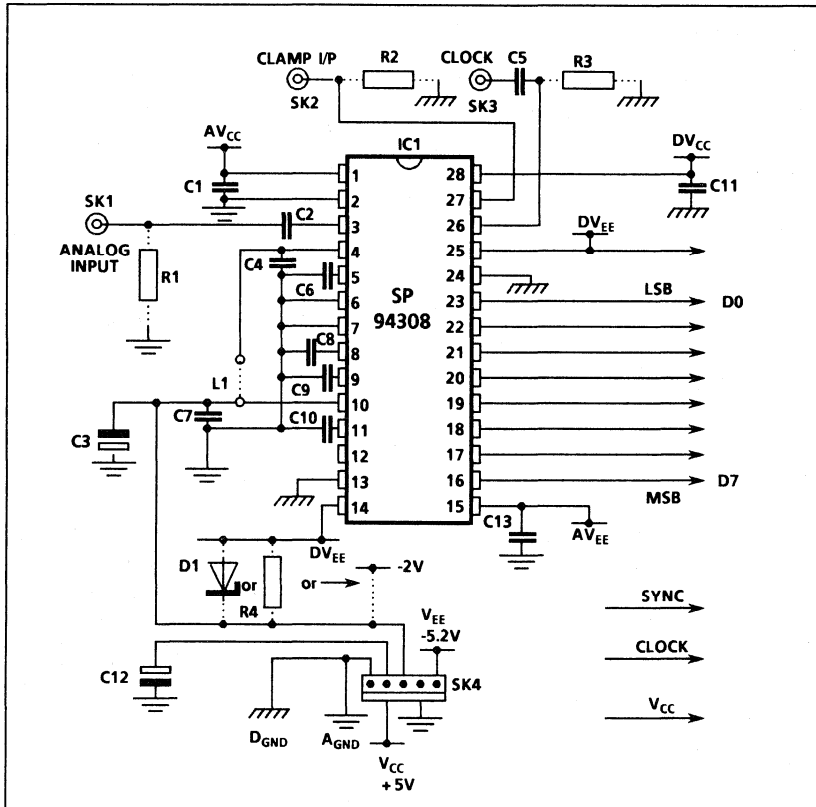 CLAMP I/P
R2
CLOCK
C5
R3
SK2
SK3
AVCC
IC1
DVCC
C1
1
28
C11
SK1
2
27
C2
3
26
DVEE
ANALOG
INPUT
4
25
C4
R1
5
24
C6
SP
94308
6
23
LSB
D0
7
22
C8
8
21
L1
C9
9
20
10
19
C3
C7
C10
11
18
12
17
13
16
D7
MSB
14
15
C13
AVEE
DVEE
D1
or
R4
or
-2V
VEE
-5.2V
SYNC
C12
SK4
CLOCK
DGND
AGND
VCC
+5V
VCC